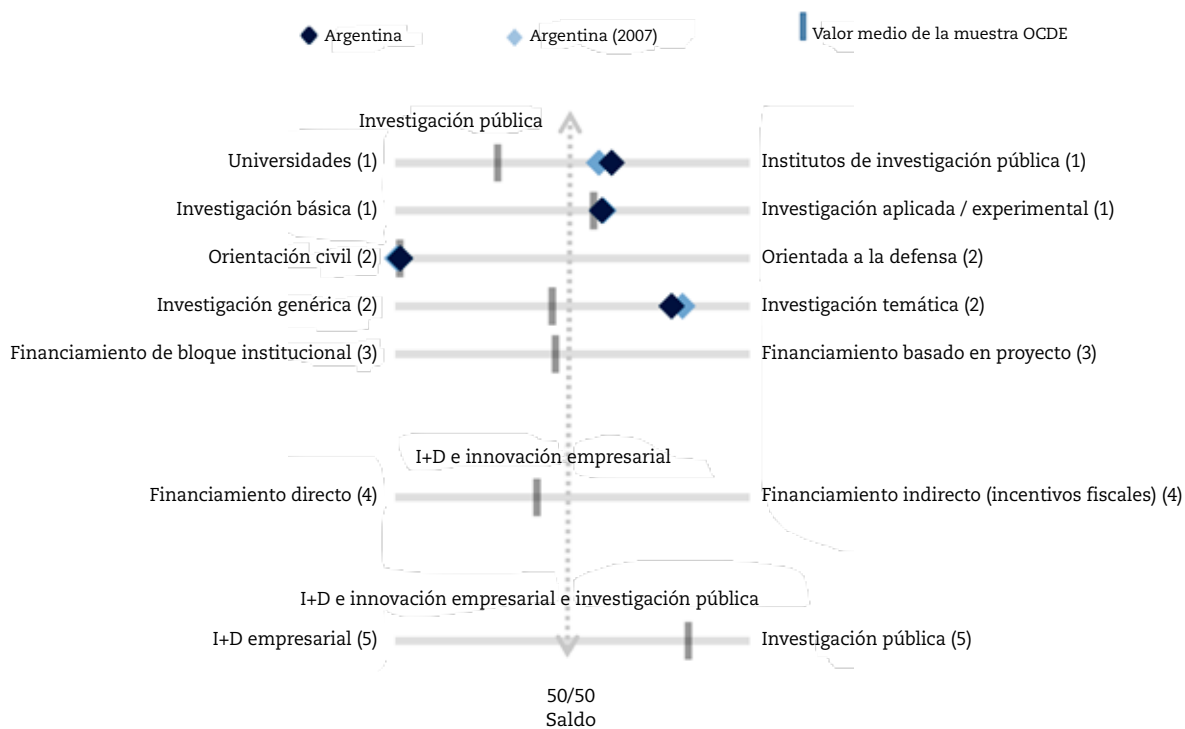 Argentina
Argentina (2007)
Valor medio de la muestra OCDE
Investigación pública
Universidades (1)
Institutos de investigación pública (1)
Investigación básica (1)
Investigación aplicada / experimental (1)
Orientación civil (2)
Orientada a la defensa (2)
Investigación genérica (2)
Investigación temática (2)
Financiamiento de bloque institucional (3)
Financiamiento basado en proyecto (3)
I+D e innovación empresarial
Financiamiento directo (4)
Financiamiento indirecto (incentivos fiscales) (4)
I+D e innovación empresarial e investigación pública
I+D empresarial (5)
Investigación pública (5)
50/50
Saldo